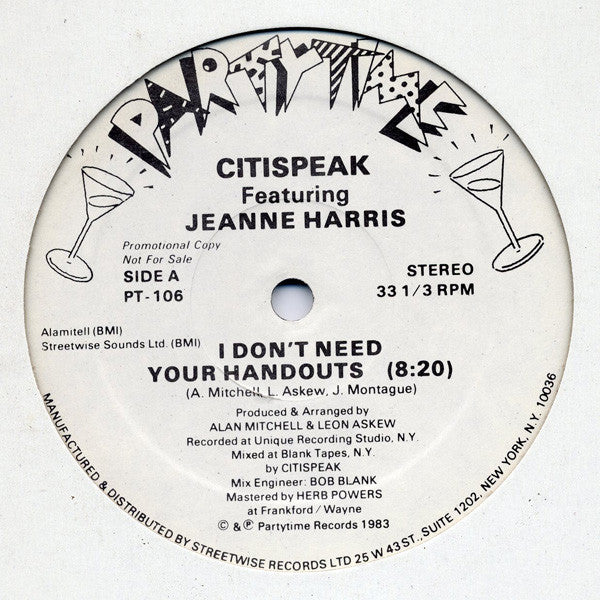 PARTYTIME
CITISPEAK
Featuring
JEANNE HARRIS
Promotional Copy
Not For Sale
SIDE A
PT-106
STEREO
33 1/3 RPM
Alamitell (BMI)
Streetwise Sounds Ltd. (BMI)
I DON'T NEED
YOUR HANDOUTS (8:20)
(A. Mitchell, L. Askew, J. Montague)
Produced & Arranged by
ALAN MITCHELL & LEON ASKEW
Recorded at Unique Recording Studio, N.Y.
Mixed at Blank Tapes, N.Y.
by CITISPEAK
Mix Engineer: BOB BLANK
Mastered by HERB POWERS
at Frankford / Wayne
© & ℗ Partytime Records 1983
MANUFACTURED & DISTRIBUTED BY STREETWISE RECORDS LTD 25 W 43 ST., SUITE 1202, NEW YORK, N.Y. 10036